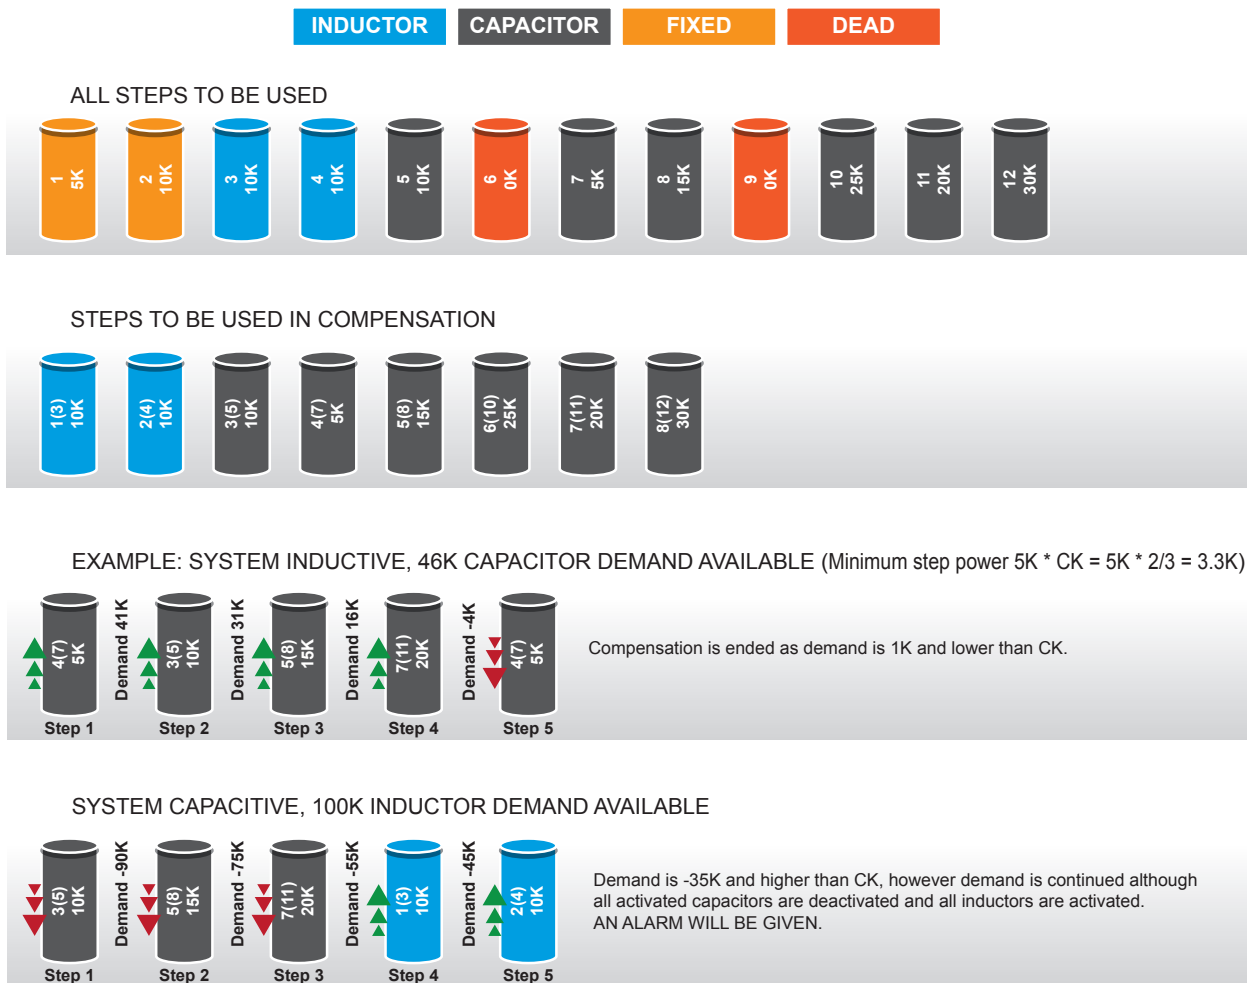 INDUCTOR CAPACITOR FIXED DEAD
ALL STEPS TO BE USED
1
5K
2
10K
3
10K
4
10K
5
10K
6
0K
7
5K
8
15K
9
0K
10
25K
11
20K
12
30K
STEPS TO BE USED IN COMPENSATION
1(3)
10K
2(4)
10K
3(5)
10K
4(7)
5K
5(8)
15K
6(10)
25K
7(11)
20K
8(12)
30K
EXAMPLE: SYSTEM INDUCTIVE, 46K CAPACITOR DEMAND AVAILABLE (Minimum step power 5K * CK = 5K * 2/3 = 3.3K)
4(7)
5K
Demand 41K
3(5)
10K
Demand 31K
5(8)
15K
Demand 16K
7(11)
20K
Demand -4K
4(7)
5K
Compensation is ended as demand is 1K and lower than CK.
Step 1 Step 2 Step 3 Step 4 Step 5
SYSTEM CAPACITIVE, 100K INDUCTOR DEMAND AVAILABLE
3(5)
10K
Demand -90K
5(8)
15K
Demand -75K
7(11)
20K
Demand -55K
1(3)
10K
Demand -45K
2(4)
10K
Demand is -35K and higher than CK, however demand is continued although
all activated capacitors are deactivated and all inductors are activated.
AN ALARM WILL BE GIVEN.
Step 1 Step 2 Step 3 Step 4 Step 5